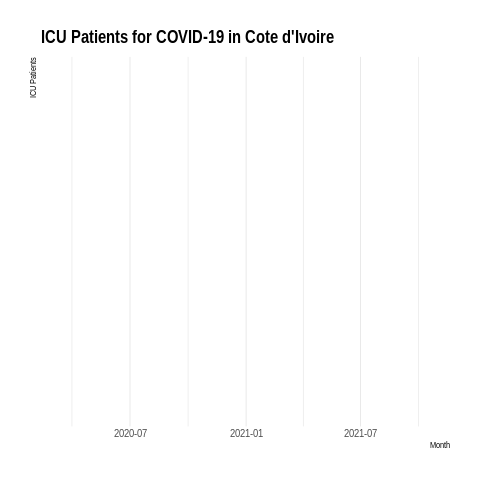 ICU Patients for COVID-19 in Cote d'Ivoire
ICU Patients
2020-07
2021-01
2021-07
Month